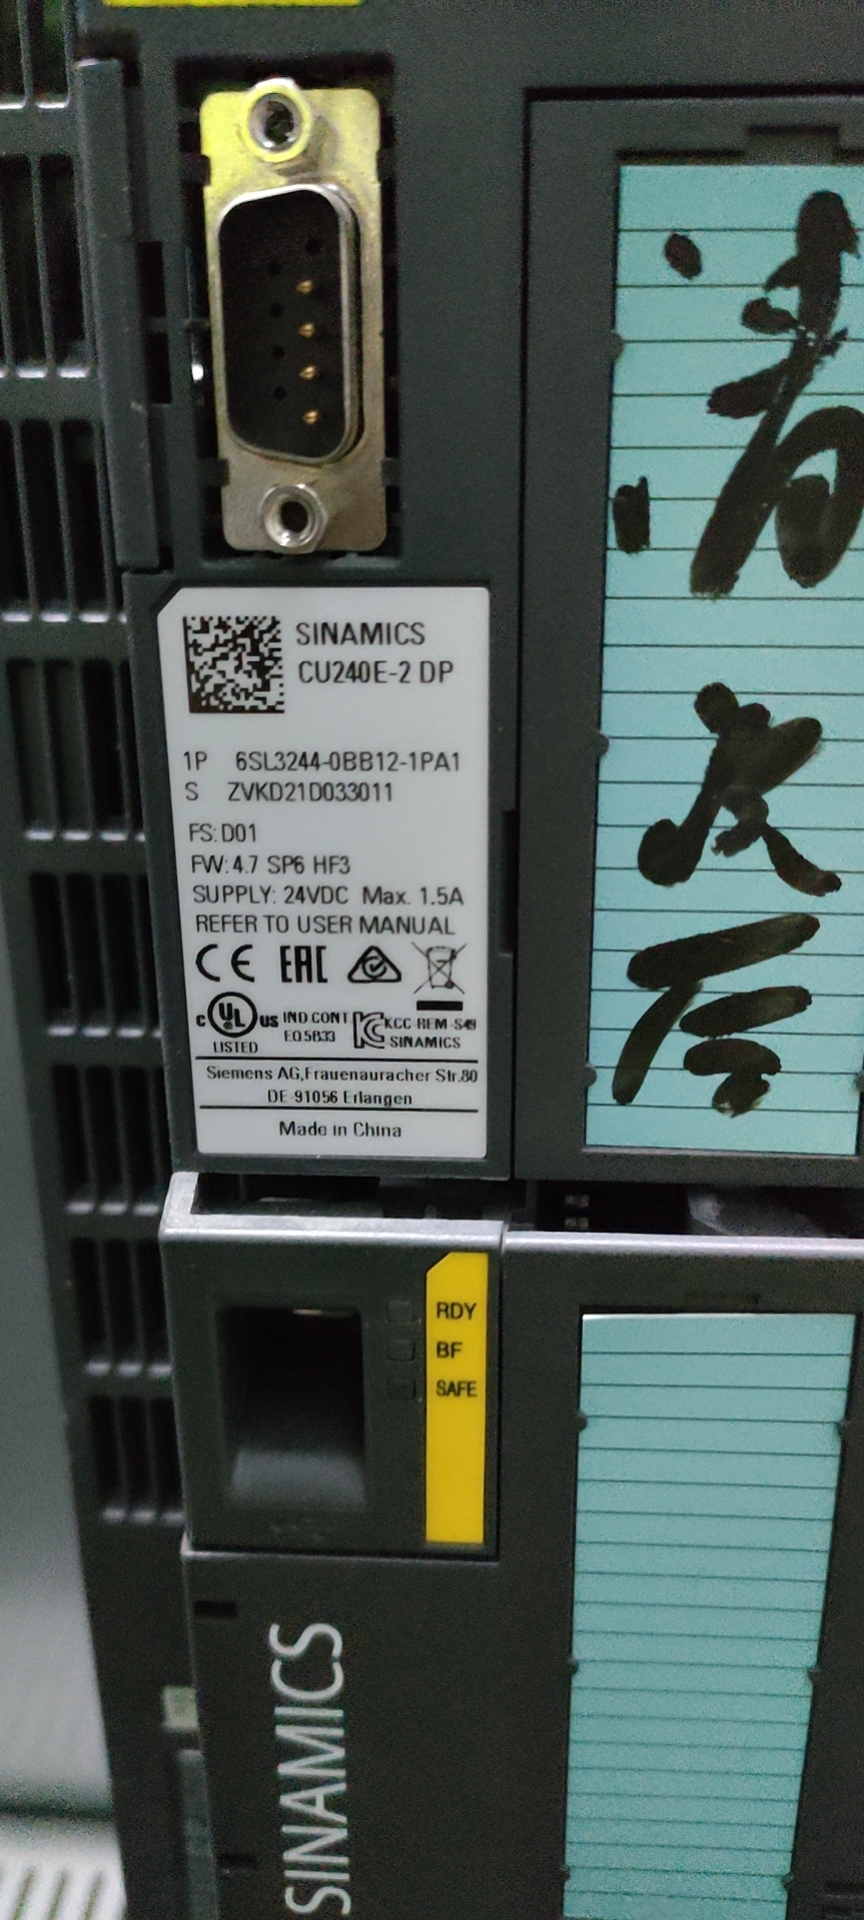 SINAMICS
CU240E-2 DP
1P 6SL3244-0BB12-1PA1
S ZVKD21D033011
FS: D01
FW: 4.7 SP6 HF3
SUPPLY: 24VDC Max. 1.5A
REFER TO USER MANUAL
CE EAC
c UL us LISTED
IND.CONT
EQ.5B33
KCC-REM-S49
SINAMICS
Siemens AG,Frauenauracher Str.80
DE-91056 Erlangen
Made in China
RDY
BF
SAFE
SINAMICS